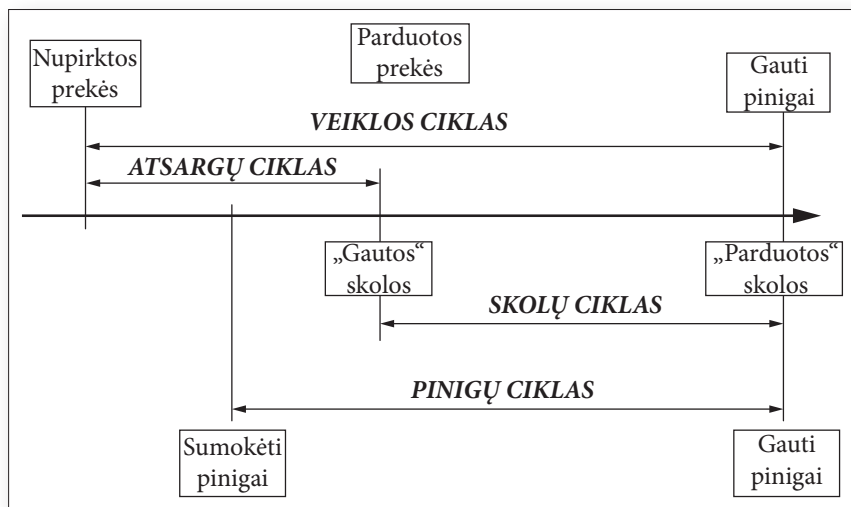 Nupirktos
prekės
Parduotos
prekės
Gauti
pinigai
VEIKLOS CIKLAS
ATSARGŲ CIKLAS
„Gautos“
skolos
„Parduotos“
skolos
SKOLŲ CIKLAS
PINIGŲ CIKLAS
Sumokėti
pinigai
Gauti
pinigai